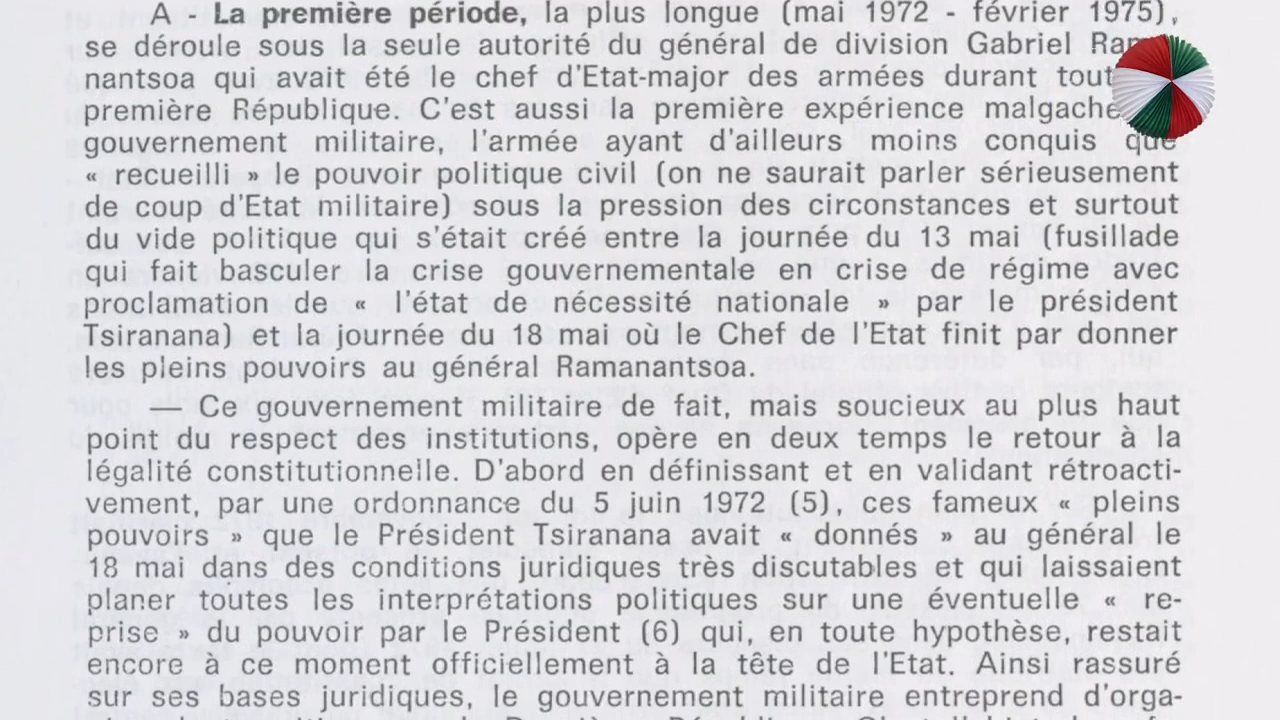 A - La première période, la plus longue (mai 1972 - février 1975),
se déroule sous la seule autorité du général de division Gabriel Rama-
nantsoa qui avait été le chef d'Etat-major des armées durant toute
première République. C'est aussi la première expérience malgache
gouvernement militaire, l'armée ayant d'ailleurs moins conquis que
« recueilli » le pouvoir politique civil (on ne saurait parler sérieusement
de coup d'Etat militaire) sous la pression des circonstances et surtout
du vide politique qui s'était créé entre la journée du 13 mai (fusillade
qui fait basculer la crise gouvernementale en crise de régime avec
proclamation de « l'état de nécessité nationale » par le président
Tsiranana) et la journée du 18 mai où le Chef de l'Etat finit par donner
les pleins pouvoirs au général Ramanantsoa.
— Ce gouvernement militaire de fait, mais soucieux au plus haut
point du respect des institutions, opère en deux temps le retour à la
légalité constitutionnelle. D'abord en définissant et en validant rétroacti-
vement, par une ordonnance du 5 juin 1972 (5), ces fameux « pleins
pouvoirs » que le Président Tsiranana avait « donnés » au général le
18 mai dans des conditions juridiques très discutables et qui laissaient
planer toutes les interprétations politiques sur une éventuelle « re-
prise » du pouvoir par le Président (6) qui, en toute hypothèse, restait
encore à ce moment officiellement à la tête de l'Etat. Ainsi rassuré
sur ses bases juridiques, le gouvernement militaire entreprend d'orga-